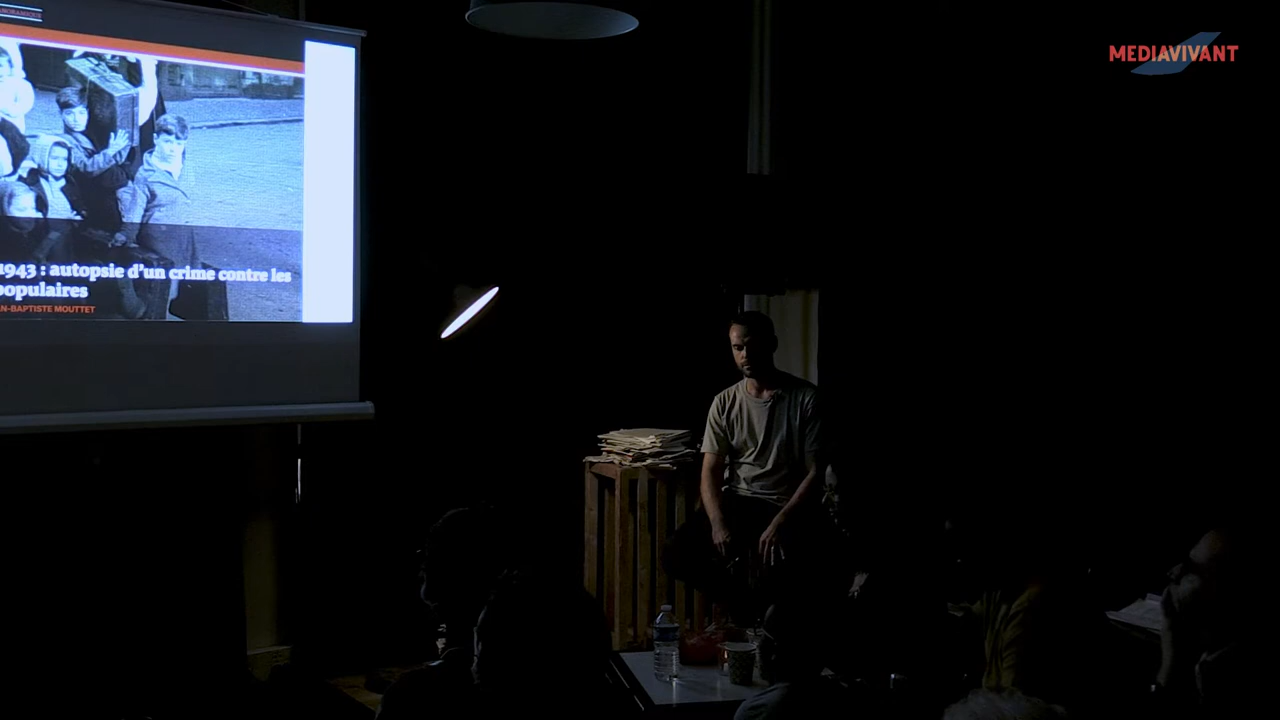 MEDIAVIVANT
1943 : autopsie d'un crime contre les
populaires
N-BAPTISTE MOUTTET